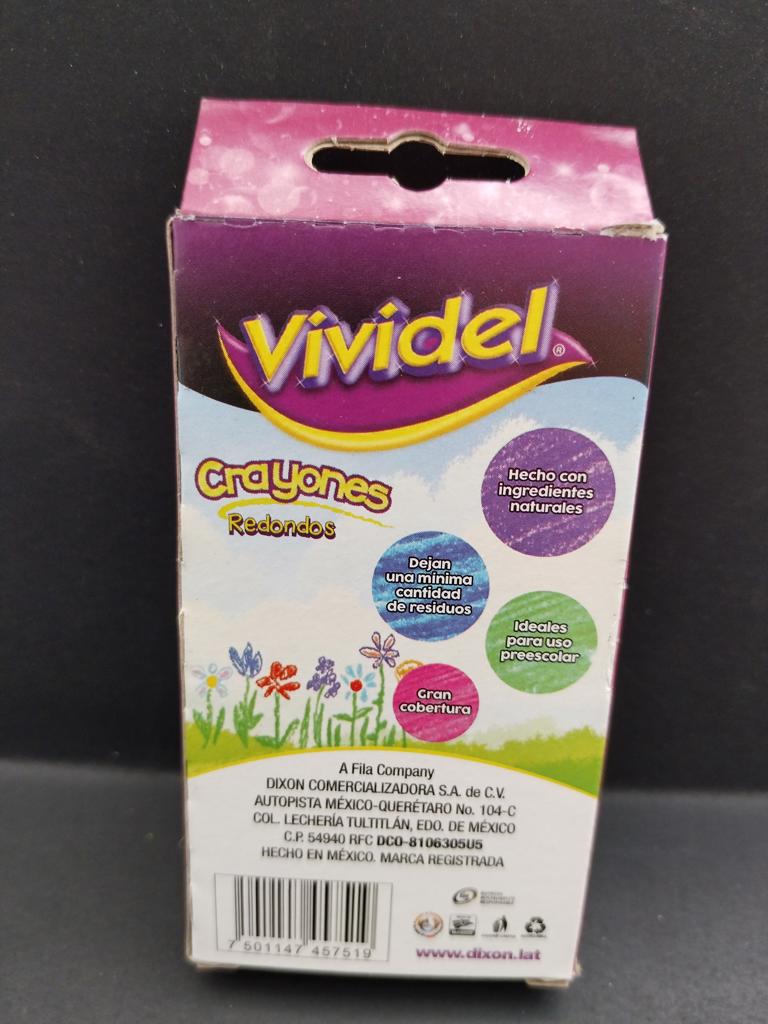 Vividel®
Crayones
Redondos
Hecho con
ingredientes
naturales
Dejan
una mínima
cantidad
de residuos
Ideales
para uso
preescolar
Gran
cobertura
A Fila Company
DIXON COMERCIALIZADORA S.A. de C.V.
AUTOPISTA MÉXICO-QUERÉTARO No. 104-C
COL. LECHERÍA TULTITLÁN, EDO. DE MÉXICO
C.P. 54940 RFC DCO-8106305U5
HECHO EN MÉXICO. MARCA REGISTRADA
7 501147 457519
www.dixon.lat